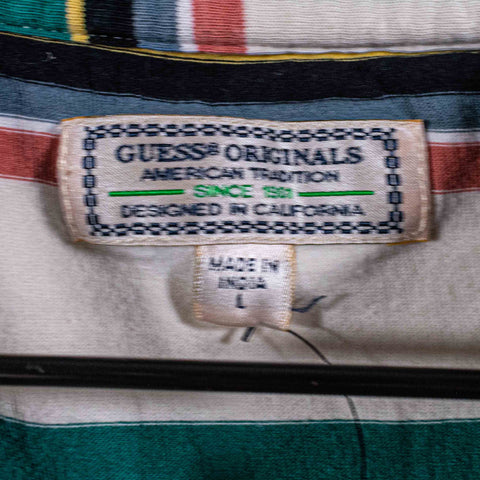 GUESS® ORIGINALS
AMERICAN TRADITION
SINCE 1981
DESIGNED IN CALIFORNIA
MADE IN
INDIA
L